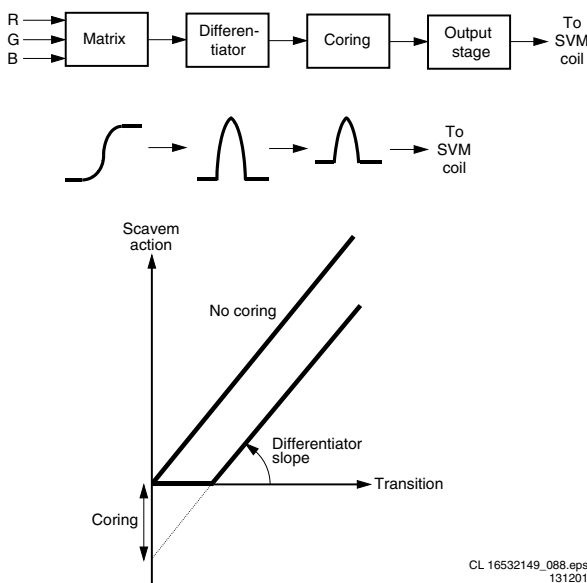 R
G
B
Matrix
Differen-
tiator
Coring
Output
stage
To
SVM
coil
To
SVM
coil
Scavem
action
No coring
Differentiator
slope
Transition
Coring
CL 16532149_088.eps
131201